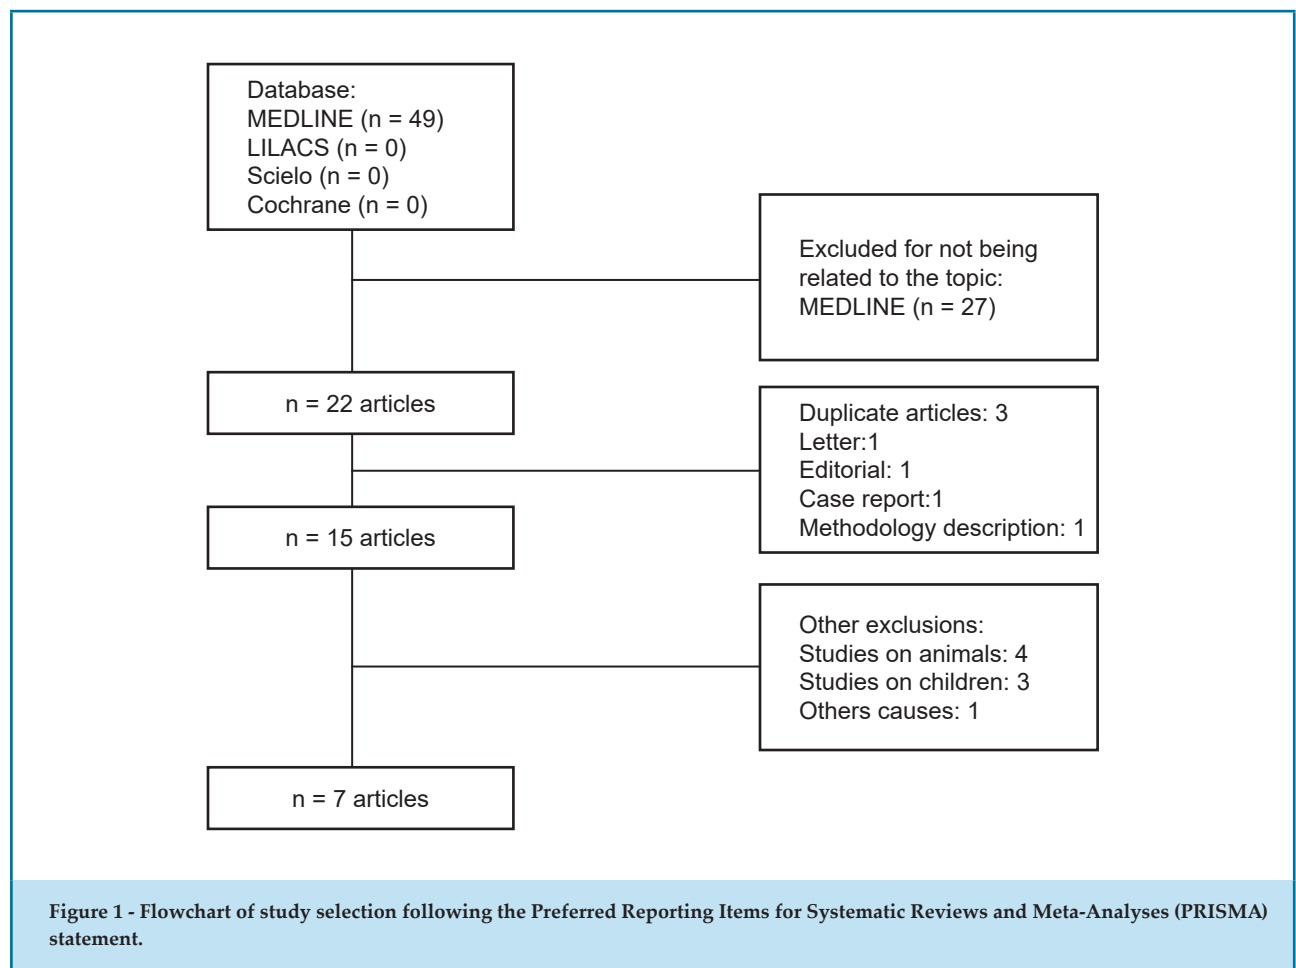 Database:
MEDLINE (n = 49)
LILACS (n = 0)
Scielo (n = 0)
Cochrane (n = 0)
Excluded for not being
related to the topic:
MEDLINE (n = 27)
n = 22 articles
Duplicate articles: 3
Letter:1
Editorial: 1
Case report:1
Methodology description: 1
n = 15 articles
Other exclusions:
Studies on animals: 4
Studies on children: 3
Others causes: 1
n = 7 articles
Figure 1 - Flowchart of study selection following the Preferred Reporting Items for Systematic Reviews and Meta-Analyses (PRISMA)
statement.